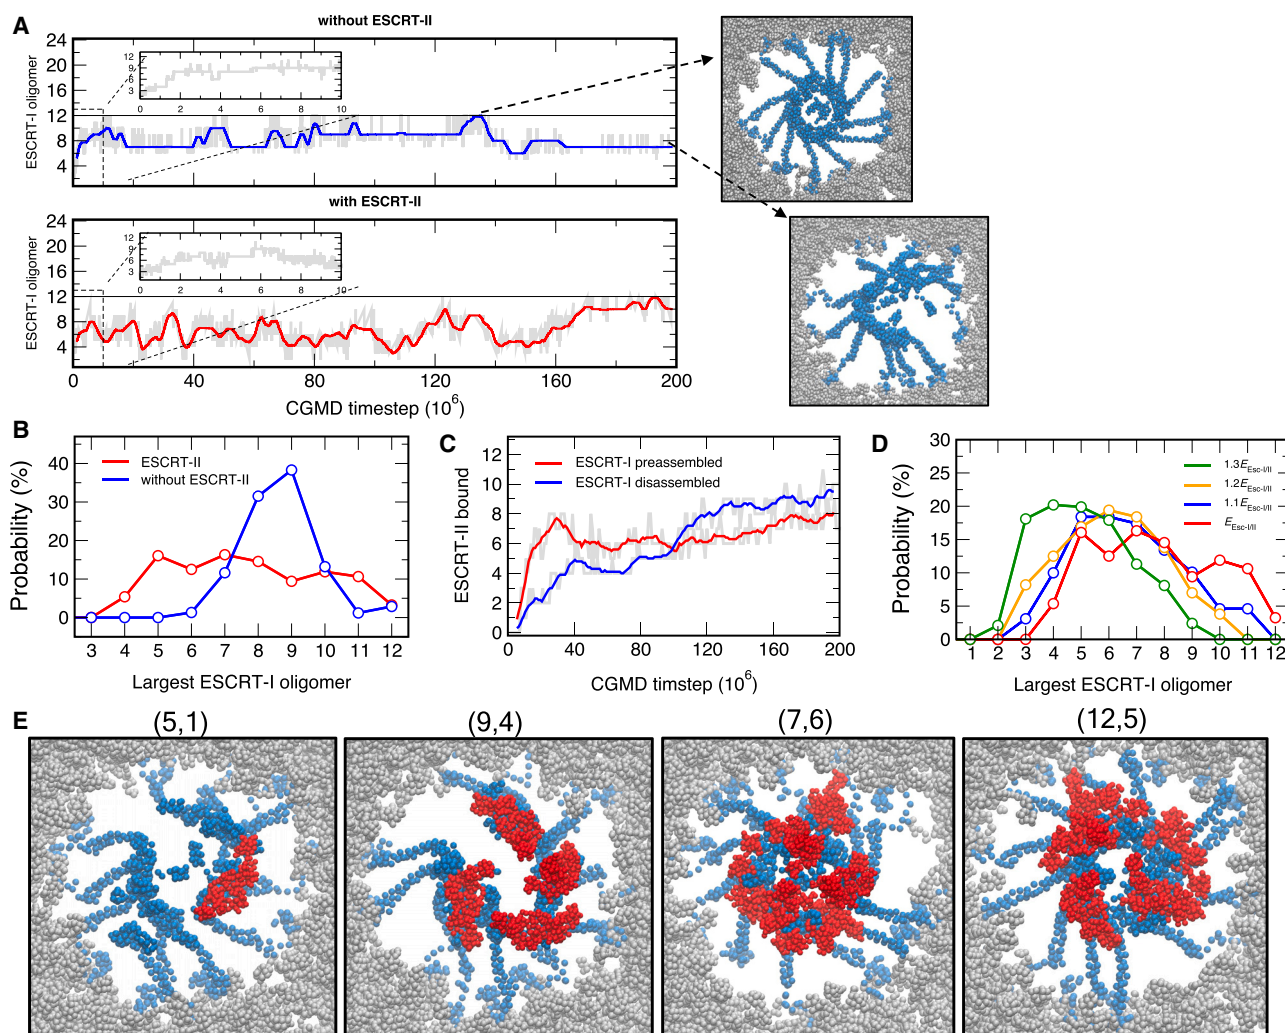 A
without ESCRT-II
ESCRT-I oligomer
24
20
16
12
8
4
12
9
6
3
0 2 4 6 8 10
with ESCRT-II
ESCRT-I oligomer
24
20
16
12
8
4
12
9
6
3
0 2 4 6 8 10
0 40 80 120 160 200
CGMD timestep (10^6)
B
Probability (%)
40
30
20
10
0
ESCRT-II
without ESCRT-II
3 4 5 6 7 8 9 10 11 12
Largest ESCRT-I oligomer
C
ESCRT-II bound
12
10
8
6
4
2
0
ESCRT-I preassembled
ESCRT-I disassembled
0 40 80 120 160 200
CGMD timstep (10^6)
D
Probability (%)
30
25
20
15
10
5
0
1.3E_Esc-I/II
1.2E_Esc-I/II
1.1E_Esc-I/II
E_Esc-I/II
1 2 3 4 5 6 7 8 9 10 11 12
Largest ESCRT-I oligomer
E
(5,1) (9,4) (7,6) (12,5)